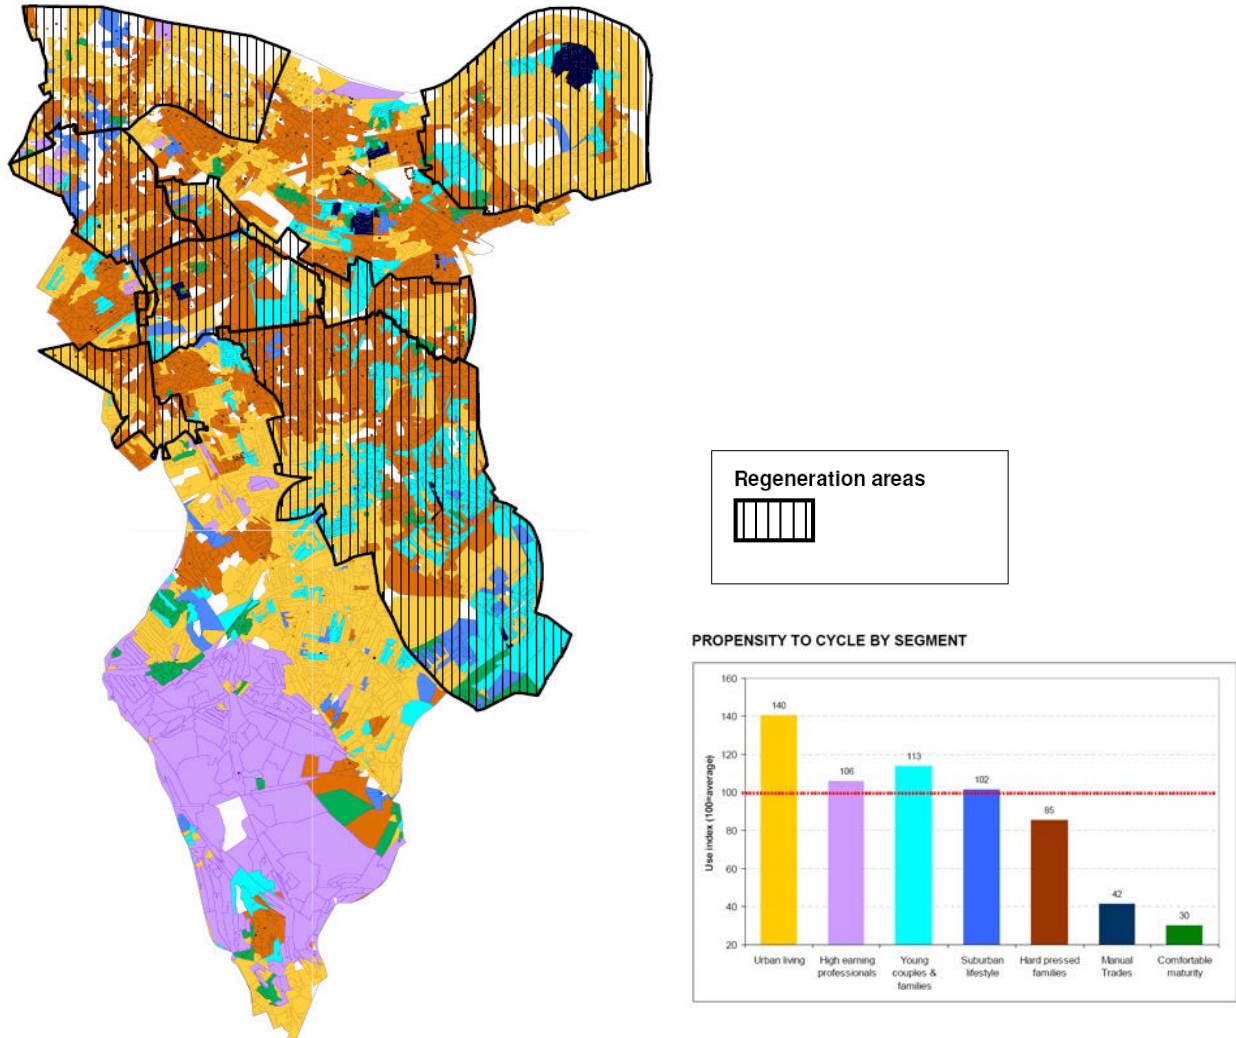 Regeneration areas
PROPENSITY TO CYCLE BY SEGMENT
Use index (100=average)
160
140
120
100
80
60
40
20
140
106
113
102
85
42
30
Urban living
High earning
professionals
Young
couples &
families
Suburban
lifestyle
Hard pressed
families
Manual
Trades
Comfortable
maturity